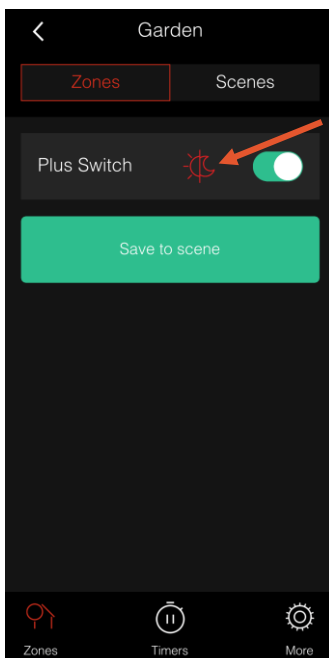 Garden
Zones Scenes
Plus Switch
Save to scene
Zones Timers More